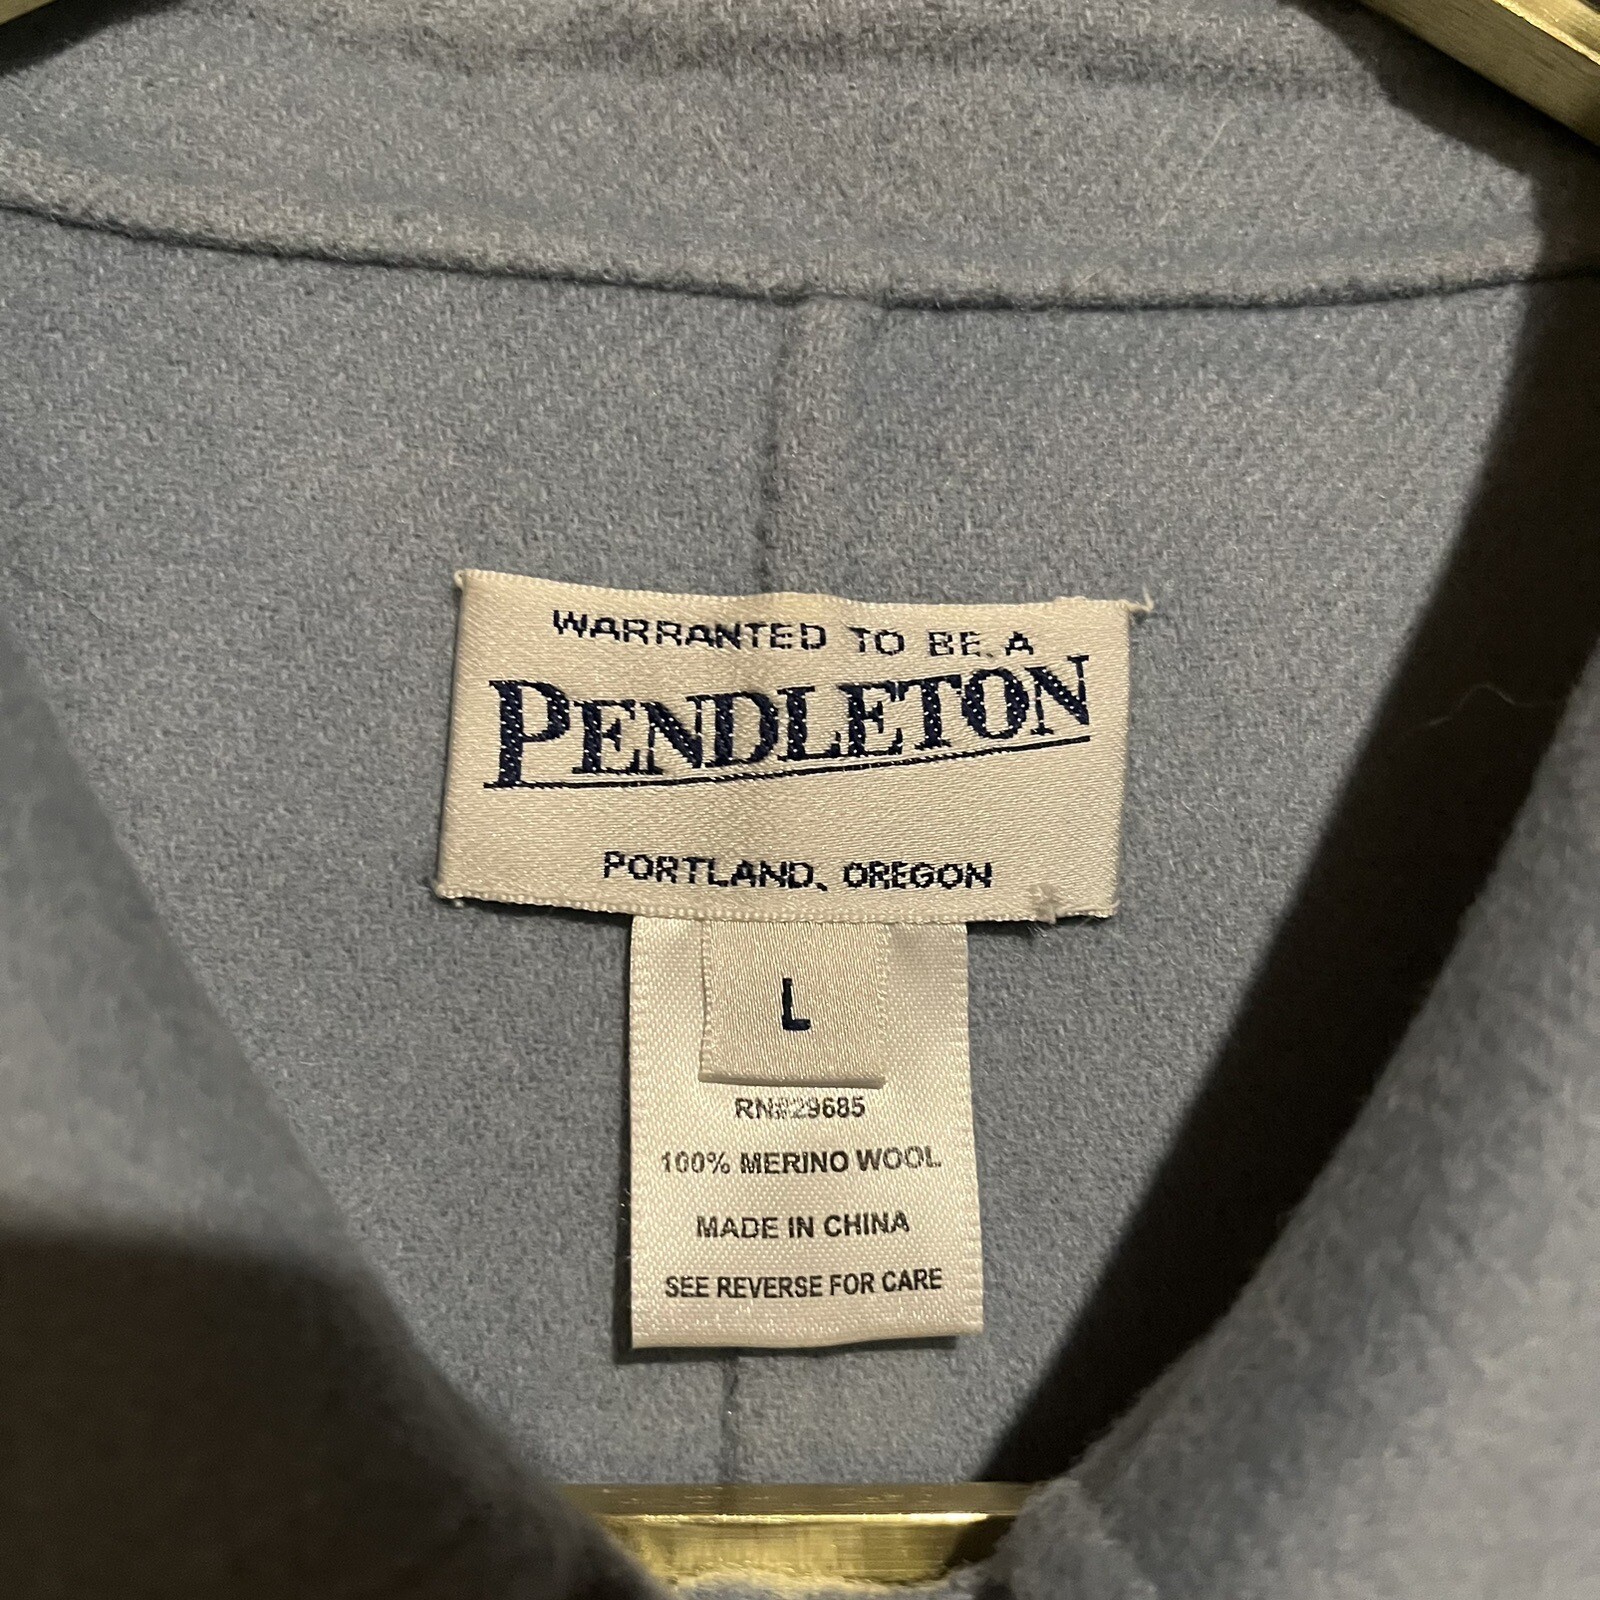 WARRANTED TO BE A
PENDLETON
PORTLAND, OREGON
L
RN#29685
100% MERINO WOOL
MADE IN CHINA
SEE REVERSE FOR CARE